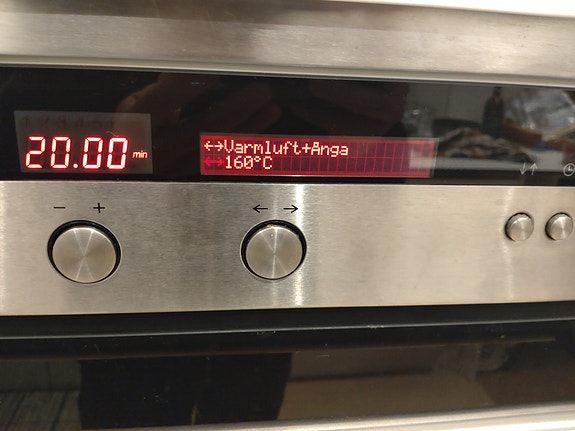 20.00 min
↔Varmluft+Ånga
↔160°C
− +
← →
↓↑